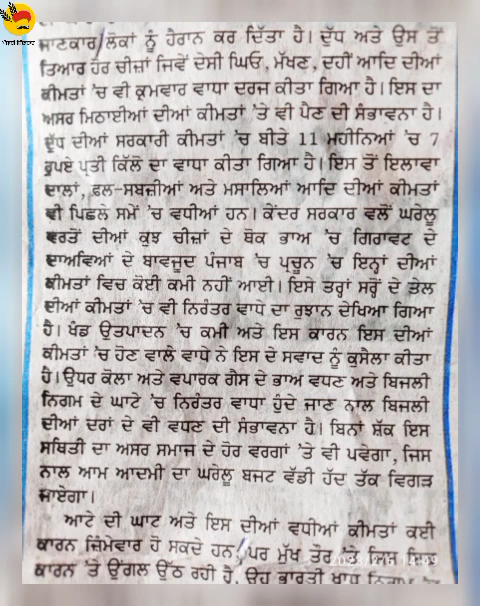 ਜਾਣਕਾਰ ਲੋਕਾਂ ਨੂੰ ਹੈਰਾਨ ਕਰ ਦਿੱਤਾ ਹੈ। ਦੁੱਧ ਅਤੇ ਉਸ ਤੋਂ
ਤਿਆਰ ਹੋਰ ਚੀਜ਼ਾਂ ਜਿਵੇਂ ਦੇਸੀ ਘਿਓ, ਮੱਖਣ, ਦਹੀਂ ਆਦਿ ਦੀਆਂ
ਕੀਮਤਾਂ 'ਚ ਵੀ ਕ੍ਰਮਵਾਰ ਵਾਧਾ ਦਰਜ ਕੀਤਾ ਗਿਆ ਹੈ। ਇਸ ਦਾ
ਅਸਰ ਮਿਠਾਈਆਂ ਦੀਆਂ ਕੀਮਤਾਂ 'ਤੇ ਵੀ ਪੈਣ ਦੀ ਸੰਭਾਵਨਾ ਹੈ।
ਦੁੱਧ ਦੀਆਂ ਸਰਕਾਰੀ ਕੀਮਤਾਂ 'ਚ ਬੀਤੇ 11 ਮਹੀਨਿਆਂ 'ਚ 7
ਰੁਪਏ ਪ੍ਰਤੀ ਕਿੱਲੋ ਦਾ ਵਾਧਾ ਕੀਤਾ ਗਿਆ ਹੈ। ਇਸ ਤੋਂ ਇਲਾਵਾ
ਦਾਲਾਂ, ਫ਼ਲ-ਸਬਜ਼ੀਆਂ ਅਤੇ ਮਸਾਲਿਆਂ ਆਦਿ ਦੀਆਂ ਕੀਮਤਾਂ
ਵੀ ਪਿਛਲੇ ਸਮੇਂ 'ਚ ਵਧੀਆਂ ਹਨ। ਕੇਂਦਰ ਸਰਕਾਰ ਵਲੋਂ ਘਰੇਲੂ
ਵਰਤੋਂ ਦੀਆਂ ਕੁਝ ਚੀਜ਼ਾਂ ਦੇ ਥੋਕ ਭਾਅ 'ਚ ਗਿਰਾਵਟ ਦੇ
ਦਾਅਵਿਆਂ ਦੇ ਬਾਵਜੂਦ ਪੰਜਾਬ 'ਚ ਪ੍ਰਚੂਨ 'ਚ ਇਨ੍ਹਾਂ ਦੀਆਂ
ਕੀਮਤਾਂ ਵਿਚ ਕੋਈ ਕਮੀ ਨਹੀਂ ਆਈ। ਇਸੇ ਤਰ੍ਹਾਂ ਸਰ੍ਹੋਂ ਦੇ ਤੇਲ
ਦੀਆਂ ਕੀਮਤਾਂ 'ਚ ਵੀ ਨਿਰੰਤਰ ਵਾਧੇ ਦਾ ਰੁਝਾਨ ਦੇਖਿਆ ਗਿਆ
ਹੈ। ਖੰਡ ਉਤਪਾਦਨ 'ਚ ਕਮੀ ਅਤੇ ਇਸ ਕਾਰਨ ਇਸ ਦੀਆਂ
ਕੀਮਤਾਂ 'ਚ ਹੋਣ ਵਾਲੇ ਵਾਧੇ ਨੇ ਇਸ ਦੇ ਸਵਾਦ ਨੂੰ ਕੁਸੈਲਾ ਕੀਤਾ
ਹੈ। ਉਧਰ ਕੋਲਾ ਅਤੇ ਵਪਾਰਕ ਗੈਸ ਦੇ ਭਾਅ ਵਧਣ ਅਤੇ ਬਿਜਲੀ
ਨਿਗਮ ਦੇ ਘਾਟੇ 'ਚ ਨਿਰੰਤਰ ਵਾਧਾ ਹੁੰਦੇ ਜਾਣ ਨਾਲ ਬਿਜਲੀ
ਦੀਆਂ ਦਰਾਂ ਦੇ ਵੀ ਵਧਣ ਦੀ ਸੰਭਾਵਨਾ ਹੈ। ਬਿਨਾਂ ਸ਼ੱਕ ਇਸ
ਸਥਿਤੀ ਦਾ ਅਸਰ ਸਮਾਜ ਦੇ ਹੋਰ ਵਰਗਾਂ 'ਤੇ ਵੀ ਪਵੇਗਾ, ਜਿਸ
ਨਾਲ ਆਮ ਆਦਮੀ ਦਾ ਘਰੇਲੂ ਬਜਟ ਵੱਡੀ ਹੱਦ ਤੱਕ ਵਿਗੜ
ਜਾਏਗਾ।
ਆਟੇ ਦੀ ਘਾਟ ਅਤੇ ਇਸ ਦੀਆਂ ਵਧੀਆਂ ਕੀਮਤਾਂ ਕਈ
ਕਾਰਨ ਜ਼ਿੰਮੇਵਾਰ ਹੋ ਸਕਦੇ ਹਨ, ਪਰ ਮੁੱਖ ਤੌਰ 'ਤੇ ਜਿਸ
ਕਾਰਨ 'ਤੇ ਉਂਗਲ ਉੱਠ ਰਹੀ ਹੈ, ਉਹ ਭਾਰਤੀ ਖਾਧ ਨਿਗਮ